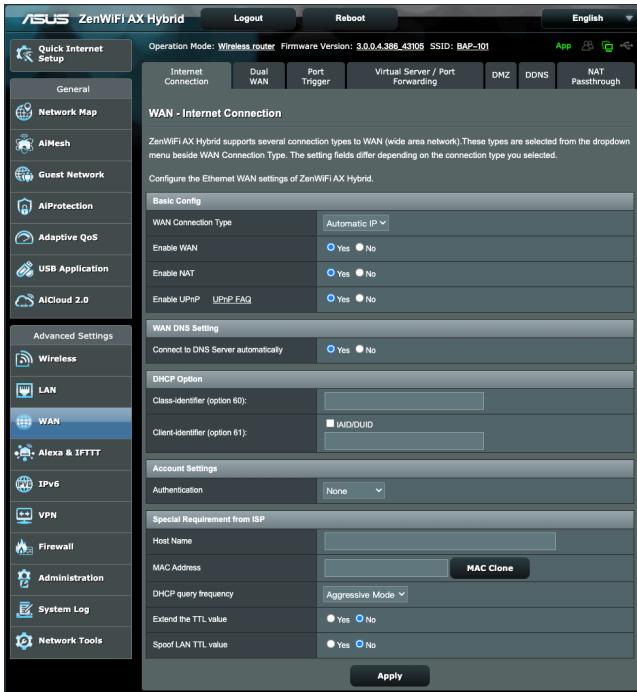 ASUS ZenWiFi AX Hybrid Logout Reboot English
Quick Internet Setup
Operation Mode: Wireless router Firmware Version: 3.0.0.4.386_43105 SSID: BAP-101 App
Internet Connection Dual WAN Port Trigger Virtual Server / Port Forwarding DMZ DDNS NAT Passthrough
General
Network Map
AiMesh
Guest Network
AiProtection
Adaptive QoS
USB Application
AiCloud 2.0
Advanced Settings
Wireless
LAN
WAN
Alexa & IFTTT
IPv6
VPN
Firewall
Administration
System Log
Network Tools
WAN - Internet Connection
ZenWiFi AX Hybrid supports several connection types to WAN (wide area network).These types are selected from the dropdown
menu beside WAN Connection Type. The setting fields differ depending on the connection type you selected.
Configure the Ethernet WAN settings of ZenWiFi AX Hybrid.
Basic Config
WAN Connection Type Automatic IP
Enable WAN Yes No
Enable NAT Yes No
Enable UPnP UPnP FAQ Yes No
WAN DNS Setting
Connect to DNS Server automatically Yes No
DHCP Option
Class-identifier (option 60):
Client-identifier (option 61): IAID/DUID
Account Settings
Authentication None
Special Requirement from ISP
Host Name
MAC Address MAC Clone
DHCP query frequency Aggressive Mode
Extend the TTL value Yes No
Spoof LAN TTL value Yes No
Apply